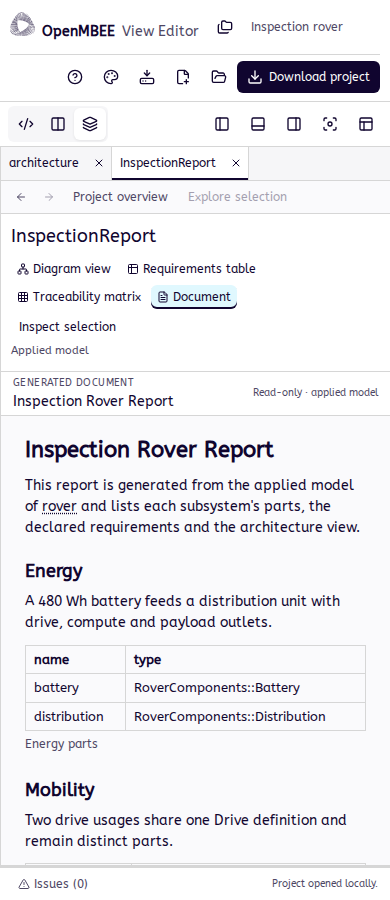 OpenMBEE View Editor Inspection rover
Download project
architecture × InspectionReport ×
← → Project overview Explore selection
InspectionReport
Diagram view Requirements table
Traceability matrix Document
Inspect selection
Applied model
GENERATED DOCUMENT
Inspection Rover Report
Read-only · applied model
Inspection Rover Report
This report is generated from the applied model
of rover and lists each subsystem's parts, the
declared requirements and the architecture view.
Energy
A 480 Wh battery feeds a distribution unit with
drive, compute and payload outlets.
name type
battery RoverComponents::Battery
distribution RoverComponents::Distribution
Energy parts
Mobility
Two drive usages share one Drive definition and
remain distinct parts.
Issues (0) Project opened locally.